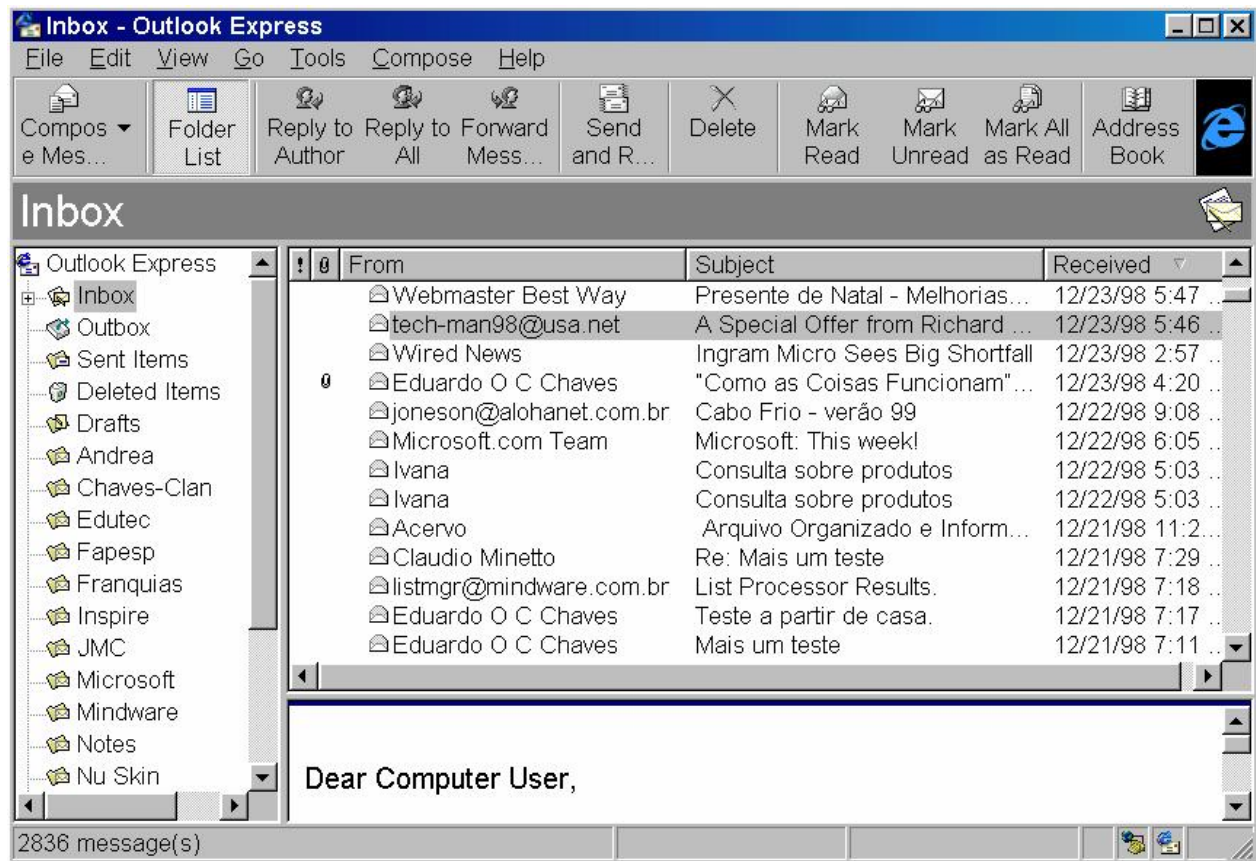 Inbox - Outlook Express
File Edit View Go Tools Compose Help
Compos e Mes...
Folder List
Reply to Author
Reply to All
Forward Mess...
Send and R...
Delete
Mark Read
Mark Unread
Mark All as Read
Address Book
Inbox
Outlook Express
Inbox
Outbox
Sent Items
Deleted Items
Drafts
Andrea
Chaves-Clan
Edutec
Fapesp
Franquias
Inspire
JMC
Microsoft
Mindware
Notes
Nu Skin
! From Subject Received
Webmaster Best Way Presente de Natal - Melhorias... 12/23/98 5:47 ...
tech-man98@usa.net A Special Offer from Richard ... 12/23/98 5:46 ...
Wired News Ingram Micro Sees Big Shortfall 12/23/98 2:57 ...
Eduardo O C Chaves "Como as Coisas Funcionam"... 12/23/98 4:20 ...
joneson@alohanet.com.br Cabo Frio - verão 99 12/22/98 9:08 ...
Microsoft.com Team Microsoft: This week! 12/22/98 6:05 ...
Ivana Consulta sobre produtos 12/22/98 5:03 ...
Ivana Consulta sobre produtos 12/22/98 5:03 ...
Acervo Arquivo Organizado e Inform... 12/21/98 11:2...
Claudio Minetto Re: Mais um teste 12/21/98 7:29 ...
listmgr@mindware.com.br List Processor Results. 12/21/98 7:18 ...
Eduardo O C Chaves Teste a partir de casa. 12/21/98 7:17 ...
Eduardo O C Chaves Mais um teste 12/21/98 7:11 ...
Dear Computer User,
2836 message(s)